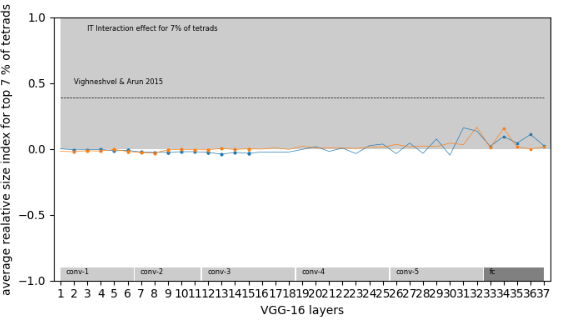 average realative size index for top 7 % of tetrads
1.0
0.5
0.0
−0.5
−1.0
IT Interaction effect for 7% of tetrads
Vighneshvel & Arun 2015
conv-1 conv-2 conv-3 conv-4 conv-5 fc
1 2 3 4 5 6 7 8 9 10 11 12 13 14 15 16 17 18 19 20 21 22 23 24 25 26 27 28 29 30 31 32 33 34 35 36 37
VGG-16 layers